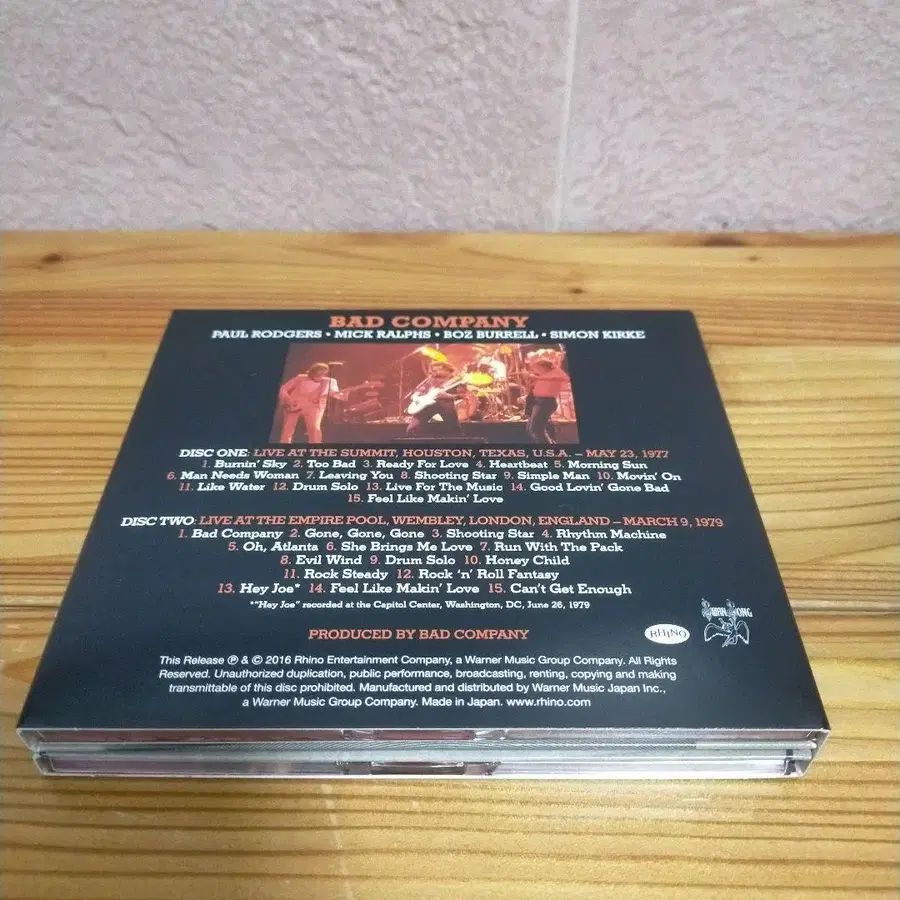 BAD COMPANY
PAUL RODGERS • MICK RALPHS • BOZ BURRELL • SIMON KIRKE
DISC ONE: LIVE AT THE SUMMIT, HOUSTON, TEXAS, U.S.A. – MAY 23, 1977
1. Burnin' Sky 2. Too Bad 3. Ready For Love 4. Heartbeat 5. Morning Sun
6. Man Needs Woman 7. Leaving You 8. Shooting Star 9. Simple Man 10. Movin' On
11. Like Water 12. Drum Solo 13. Live For The Music 14. Good Lovin' Gone Bad
15. Feel Like Makin' Love
DISC TWO: LIVE AT THE EMPIRE POOL, WEMBLEY, LONDON, ENGLAND – MARCH 9, 1979
1. Bad Company 2. Gone, Gone, Gone 3. Shooting Star 4. Rhythm Machine
5. Oh, Atlanta 6. She Brings Me Love 7. Run With The Pack
8. Evil Wind 9. Drum Solo 10. Honey Child
11. Rock Steady 12. Rock 'n' Roll Fantasy
13. Hey Joe* 14. Feel Like Makin' Love 15. Can't Get Enough
*"Hey Joe" recorded at the Capitol Center, Washington, DC, June 26, 1979
PRODUCED BY BAD COMPANY
RHINO
SWAN SONG
This Release ℗ & © 2016 Rhino Entertainment Company, a Warner Music Group Company. All Rights
Reserved. Unauthorized duplication, public performance, broadcasting, renting, copying and making
transmittable of this disc prohibited. Manufactured and distributed by Warner Music Japan Inc.,
a Warner Music Group Company. Made in Japan. www.rhino.com